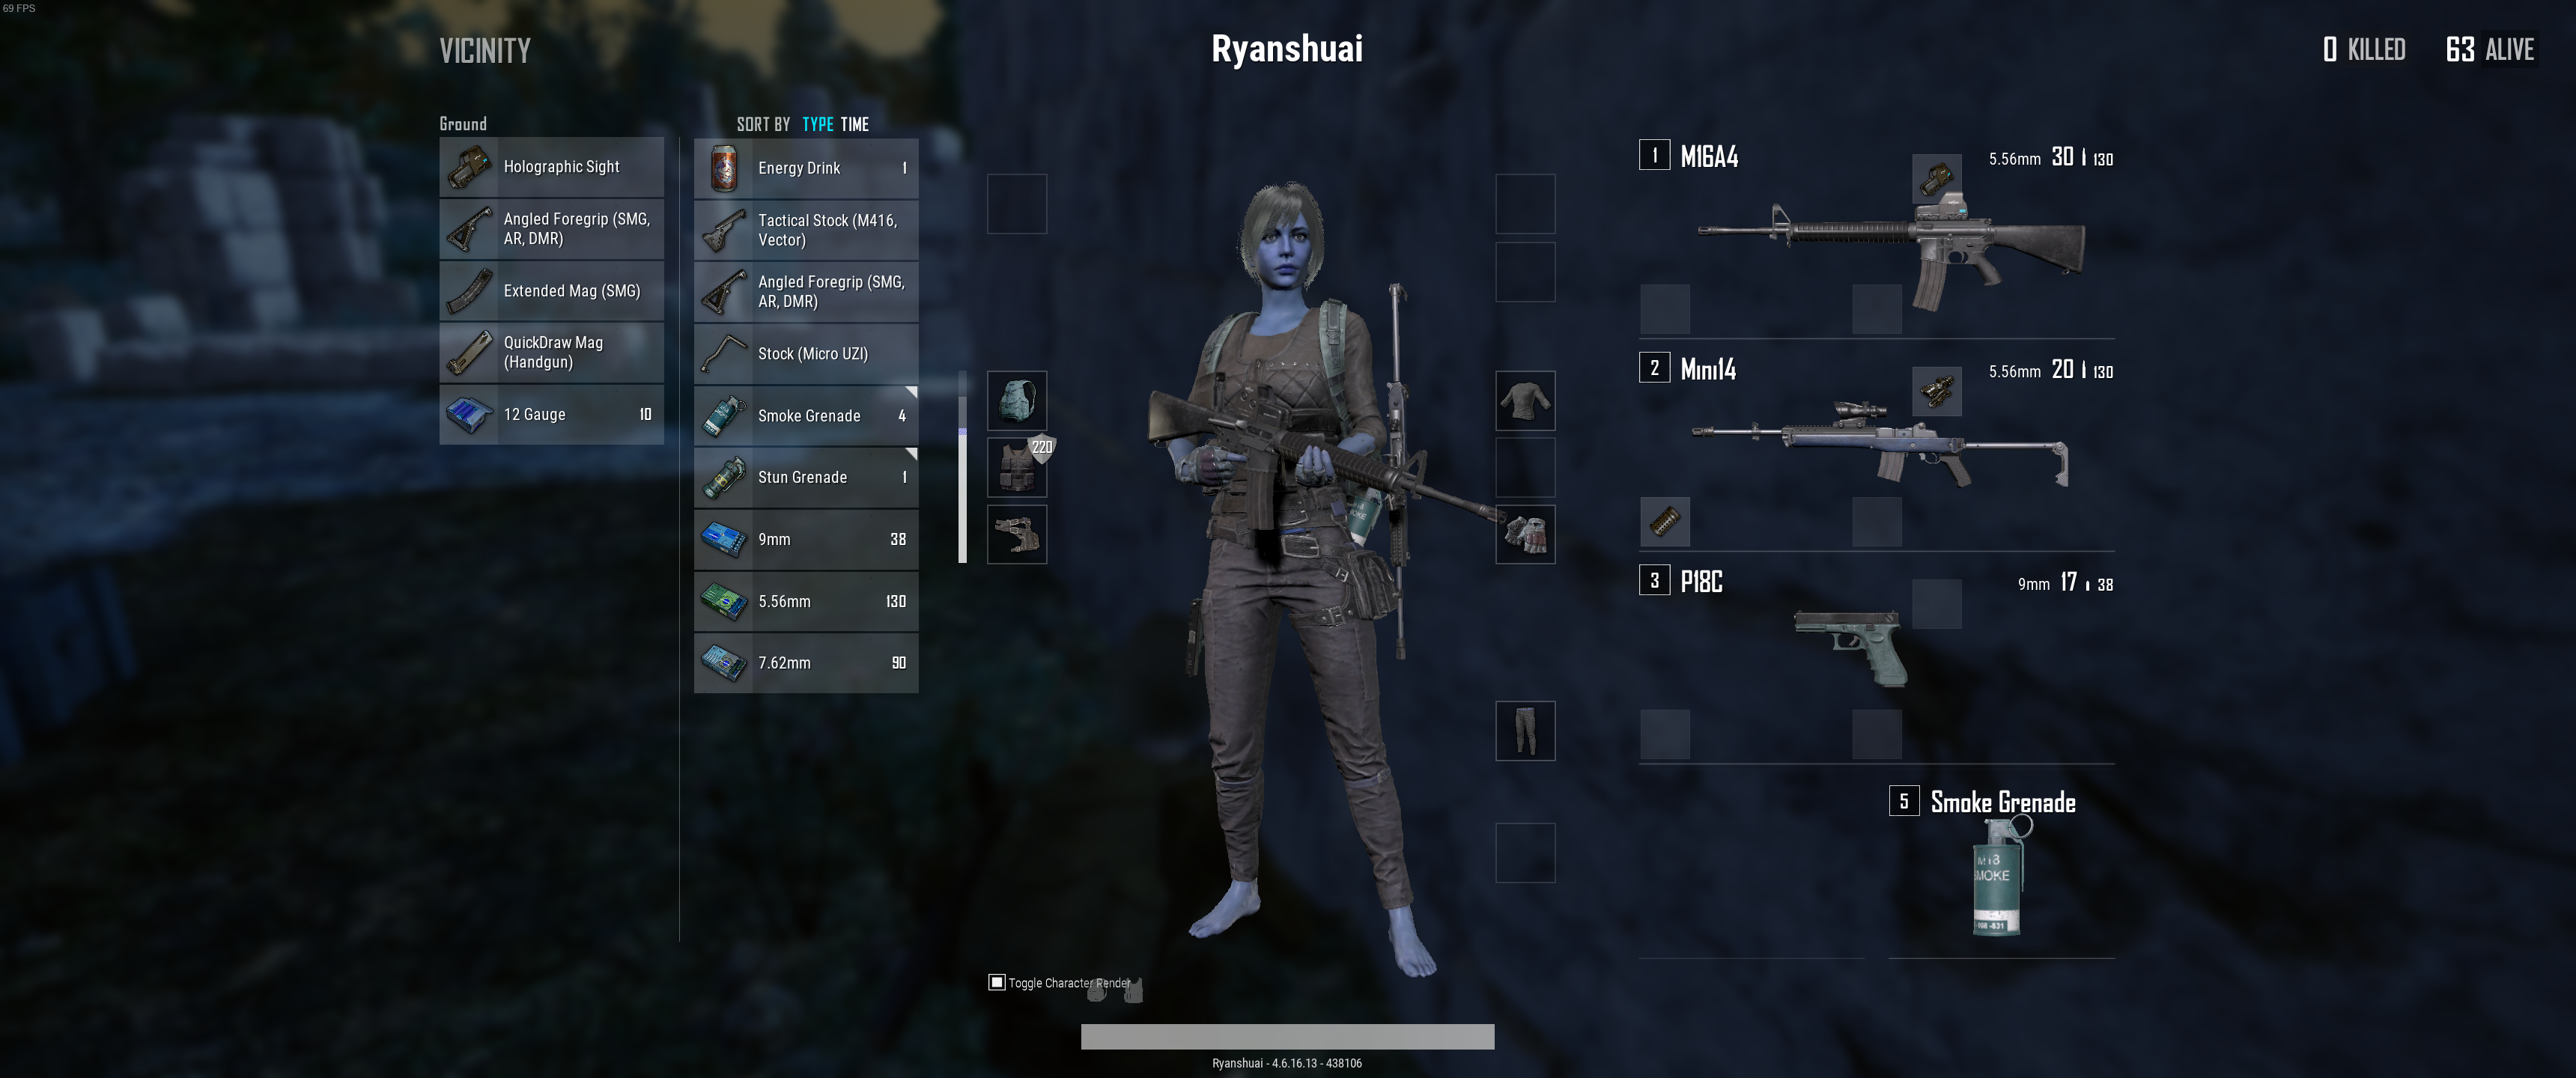 69 FPS
VICINITY
Ryanshuai
0 KILLED 63 ALIVE
Ground
Holographic Sight
Angled Foregrip (SMG,
AR, DMR)
Extended Mag (SMG)
QuickDraw Mag
(Handgun)
12 Gauge 10
SORT BY TYPE TIME
Energy Drink 1
Tactical Stock (M416,
Vector)
Angled Foregrip (SMG,
AR, DMR)
Stock (Micro UZI)
Smoke Grenade 4
Stun Grenade 1
9mm 38
5.56mm 130
7.62mm 90
220
1 M16A4 5.56mm 30 130
2 Mini14 5.56mm 20 130
3 P18C 9mm 17 38
5 Smoke Grenade
M18
SMOKE
Toggle Character Render
Ryanshuai - 4.6.16.13 - 438106